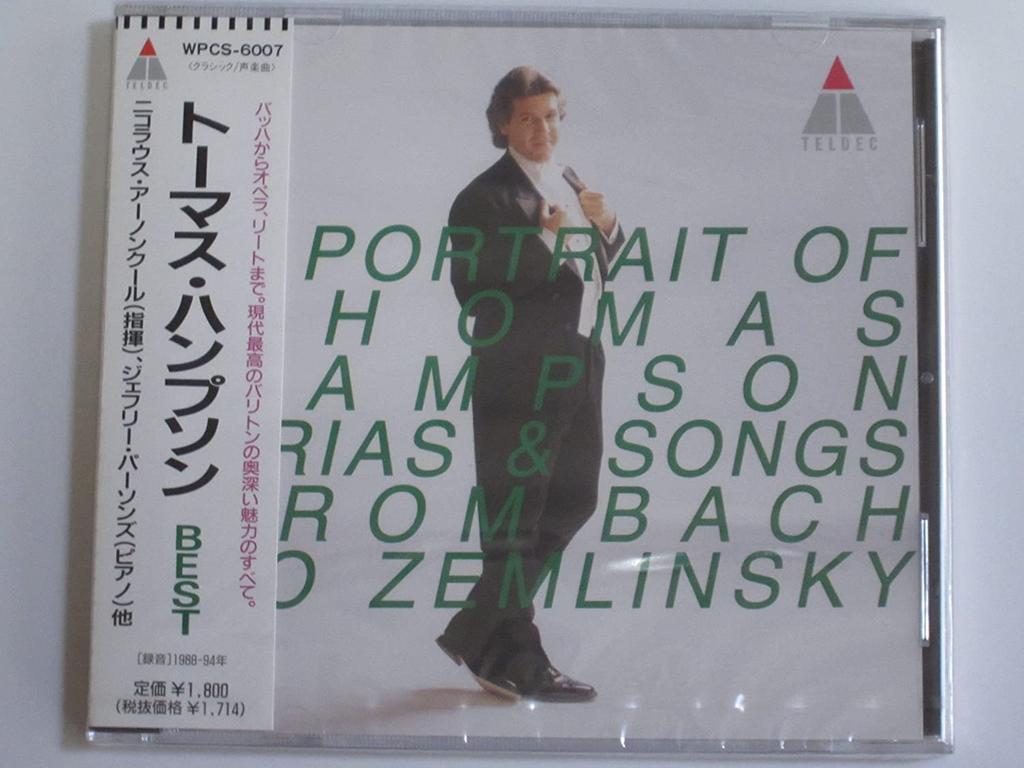 WPCS-6007
〈クラシック/声楽曲〉
TELDEC
バッハからオペラ、リートまで。現代最高のバリトンの奥深い魅力のすべて。
トーマス・ハンプソン BEST
ニコラウス・アーノンクール(指揮)、ジェフリー・パーソンズ(ピアノ)他
[録音]1988-94年
定価 ¥1,800
(税抜価格 ¥1,714)
TELDEC
PORTRAIT OF
HOMAS
AMPSON
RIAS & SONGS
ROM BACH
O ZEMLINSKY